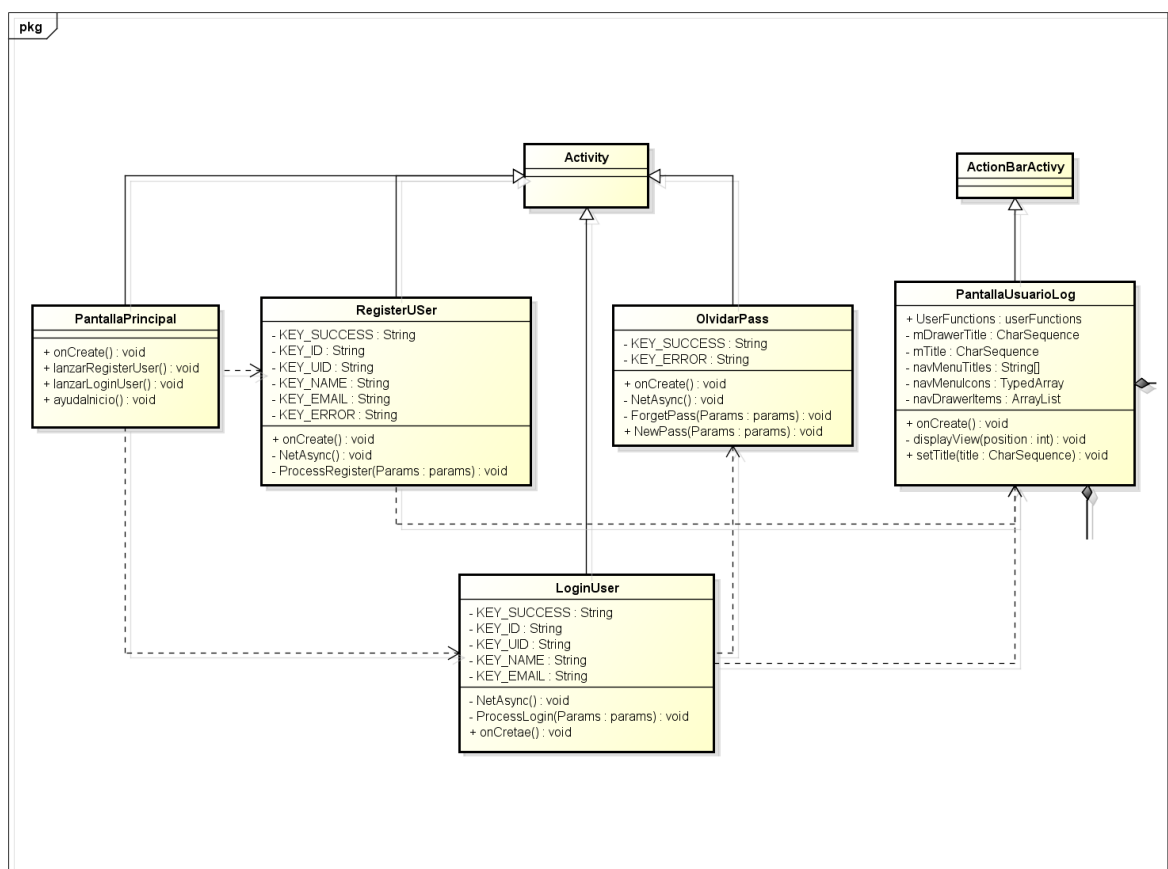 pkg
Activity
ActionBarActivy
PantallaPrincipal
+ onCreate() : void
+ lanzarRegisterUser() : void
+ lanzarLoginUser() : void
+ ayudaInicio() : void
RegisterUSer
- KEY_SUCCESS : String
- KEY_ID : String
- KEY_UID : String
- KEY_NAME : String
- KEY_EMAIL : String
- KEY_ERROR : String
+ onCreate() : void
- NetAsync() : void
- ProcessRegister(Params : params) : void
OlvidarPass
- KEY_SUCCESS : String
- KEY_ERROR : String
+ onCreate() : void
- NetAsync() : void
- ForgetPass(Params : params) : void
+ NewPass(Params : params) : void
PantallaUsuarioLog
+ UserFunctions : userFunctions
- mDrawerTitle : CharSequence
- mTitle : CharSequence
- navMenuTitles : String[]
- navMenuIcons : TypedArray
- navDrawerItems : ArrayList
+ onCreate() : void
- displayView(position : int) : void
+ setTitle(title : CharSequence) : void
LoginUser
- KEY_SUCCESS : String
- KEY_ID : String
- KEY_UID : String
- KEY_NAME : String
- KEY_EMAIL : String
- NetAsync() : void
- ProcessLogin(Params : params) : void
+ onCretae() : void